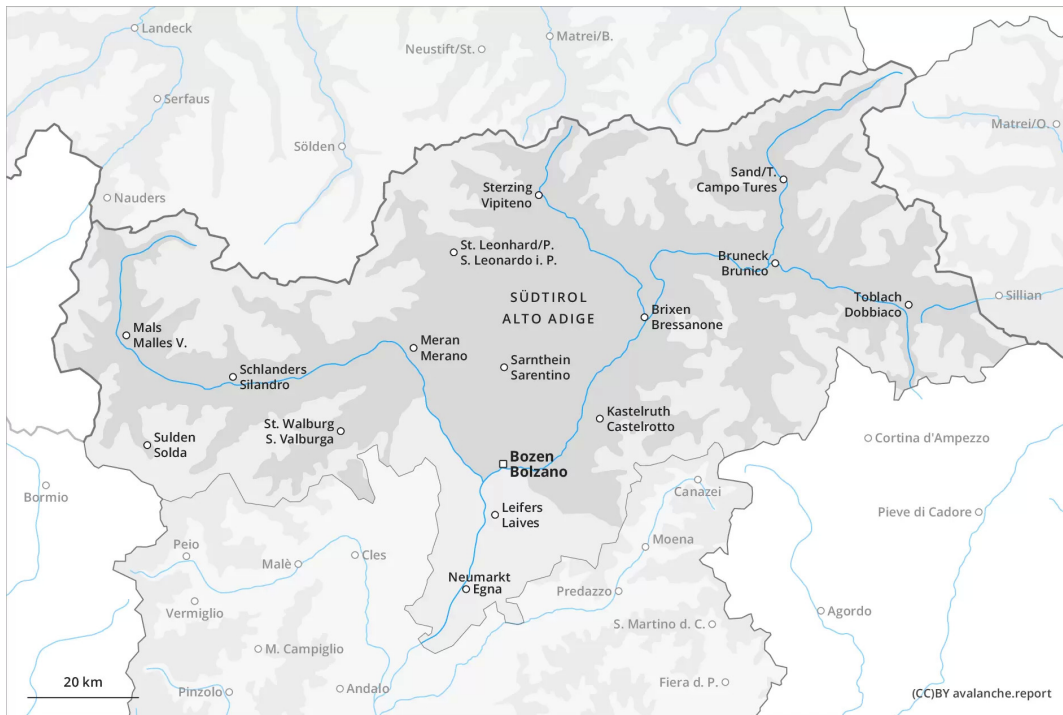 Landeck
Matrei/B.
Neustift/St.
Serfaus
Matrei/O.
Sölden
Sand/T.
Campo Tures
Nauders
Sterzing
Vipiteno
St. Leonhard/P.
S. Leonardo i. P.
Bruneck
Brunico
SÜDTIROL
ALTO ADIGE
Toblach
Dobbiaco
Sillian
Brixen
Bressanone
Mals
Malles V.
Meran
Merano
Sarnthein
Sarentino
Schlanders
Silandro
Kastelruth
Castelrotto
St. Walburg
S. Valburga
Sulden
Solda
Cortina d'Ampezzo
Bozen
Bolzano
Bormio
Canazei
Leifers
Laives
Pieve di Cadore
Peio
Malè
Cles
Moena
Neumarkt
Egna
Predazzo
Vermiglio
Agordo
S. Martino d. C.
M. Campiglio
20 km
Pinzolo
Andalo
Fiera d. P.
(CC)BY avalanche.report